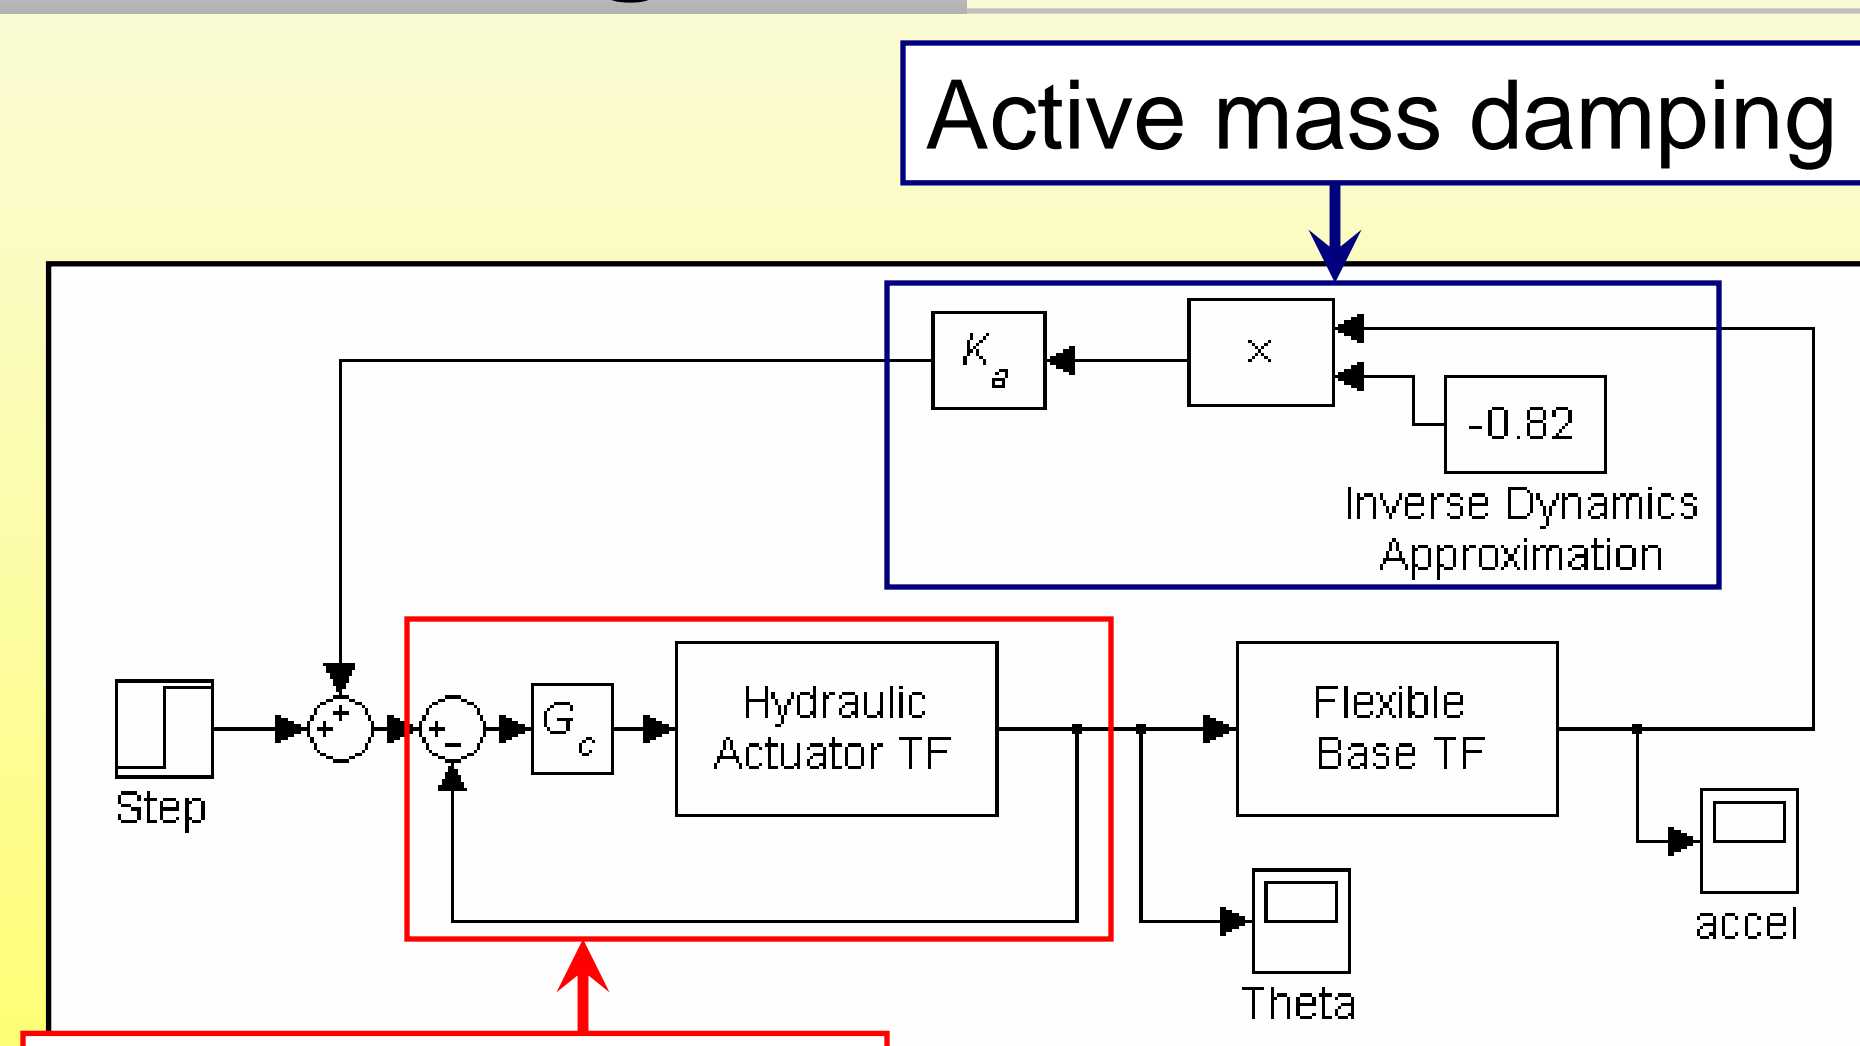 Active mass damping
K a
×
-0.82
Inverse Dynamics
Approximation
Step
+
+
+
−
G c
Hydraulic
Actuator TF
Flexible
Base TF
Theta
accel